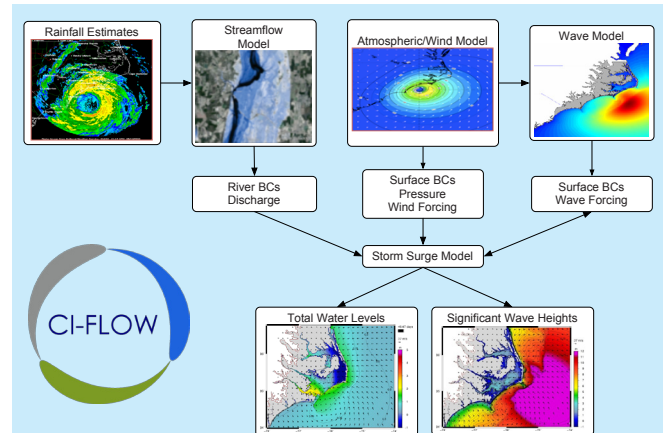 Rainfall Estimates
Streamflow
Model
Atmospheric/Wind Model
Wave Model
River BCs
Discharge
Surface BCs
Pressure
Wind Forcing
Surface BCs
Wave Forcing
Storm Surge Model
CI-FLOW
Total Water Levels
Significant Wave Heights